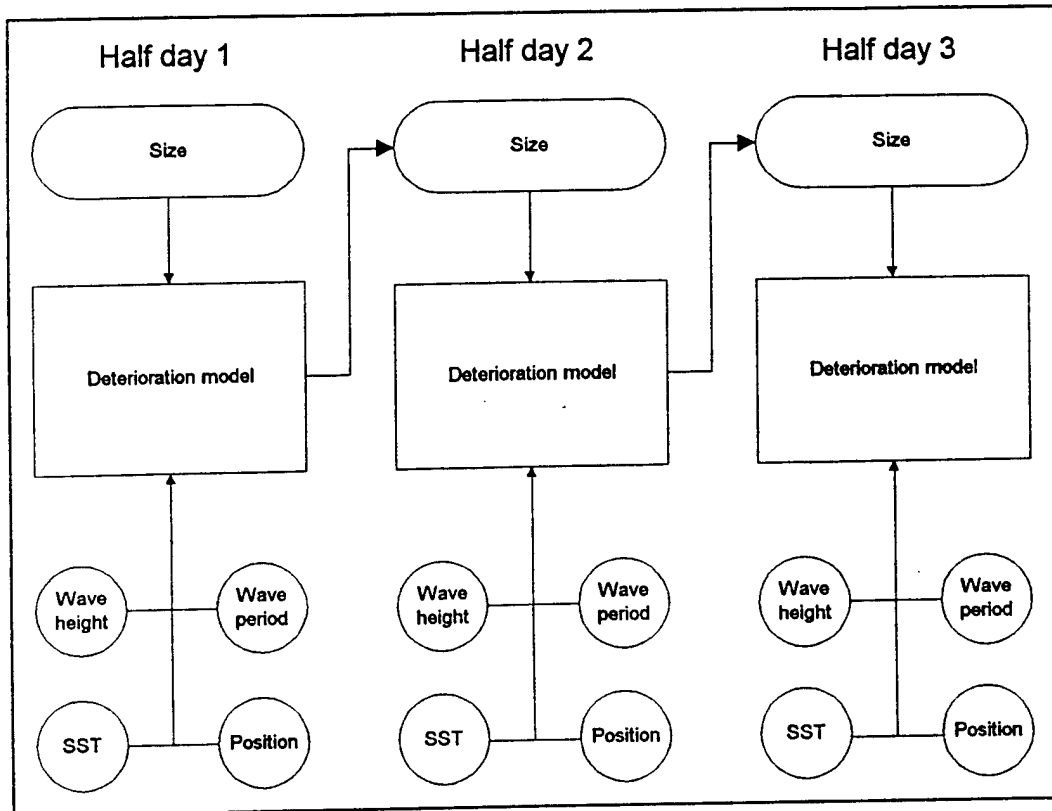 Half day 1
Half day 2
Half day 3
Size
Size
Size
Deterioration model
Deterioration model
Deterioration model
Wave
height
Wave
period
Wave
height
Wave
period
Wave
height
Wave
period
SST
Position
SST
Position
SST
Position